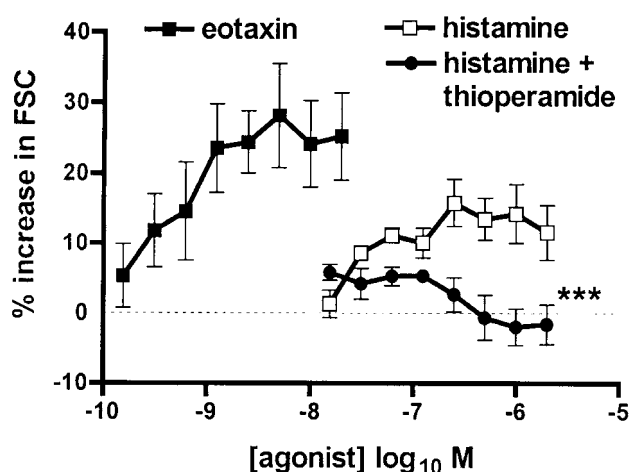 eotaxin
histamine
histamine +
thioperamide
% increase in FSC
40
30
20
10
0
-10
***
-10 -9 -8 -7 -6 -5
[agonist] log10 M